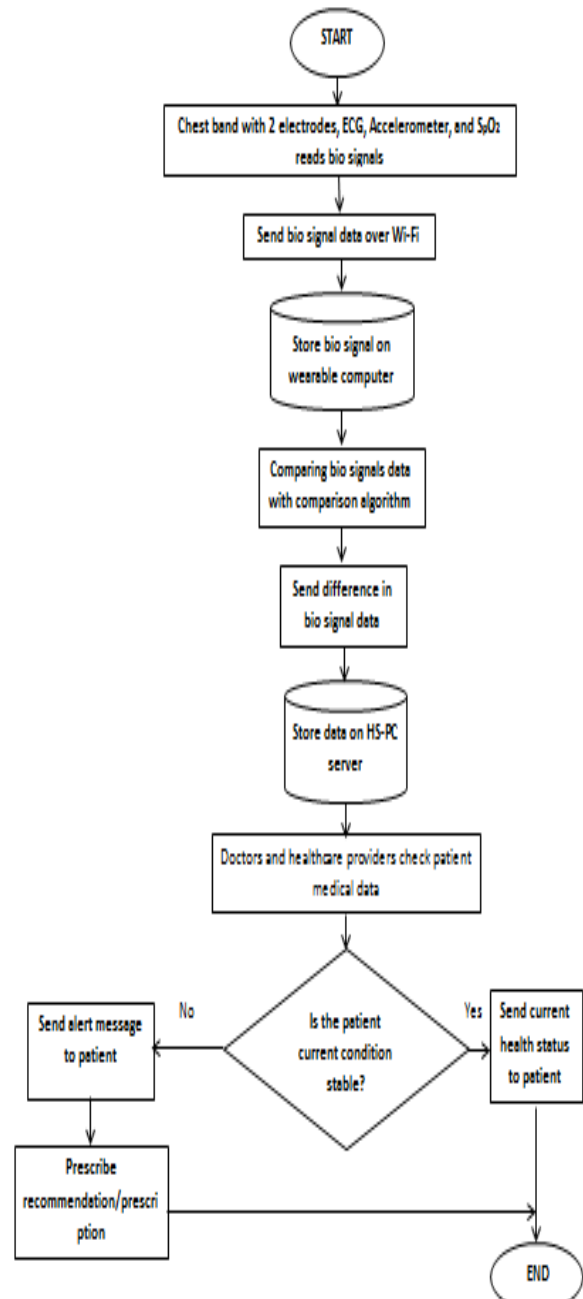 START
Chest band with 2 electrodes, ECG, Accelerometer, and SpO₂
reads bio signals
Send bio signal data over Wi-Fi
Store bio signal on
wearable computer
Comparing bio signals data
with comparison algorithm
Send difference in
bio signal data
Store data on HS-PC
server
Doctors and healthcare providers check patient
medical data
Is the patient
current condition
stable?
No
Send alert message
to patient
Yes
Send current
health status
to patient
Prescribe
recommendation/prescri
ption
END